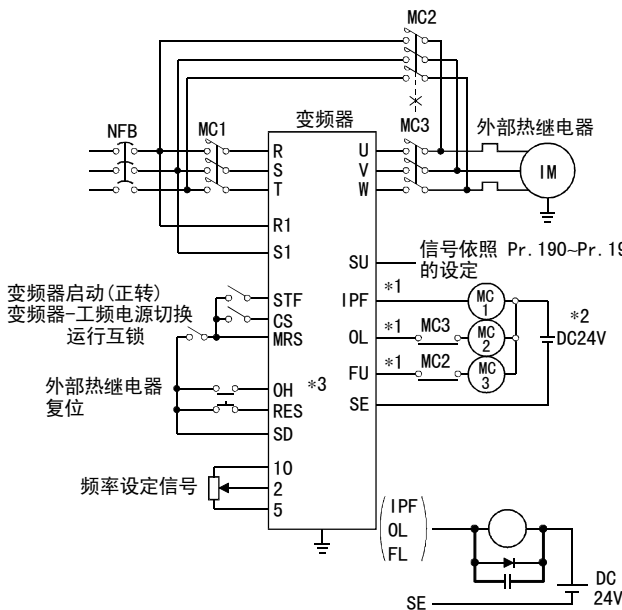 MC2
NFB
MC1
变频器
MC3
外部热继电器
R
S
T
U
V
W
IM
R1
S1
SU
信号依照 Pr.190~Pr.19
的设定
变频器启动(正转)
变频器-工频电源切换
运行互锁
STF
CS
MRS
*1
IPF
MC
1
*1
OL
MC3
MC
2
*2
DC24V
*1
FU
MC2
MC
3
SE
外部热继电器
复位
OH
*3
RES
SD
频率设定信号
10
2
5
IPF
OL
FL
SE
DC
24V